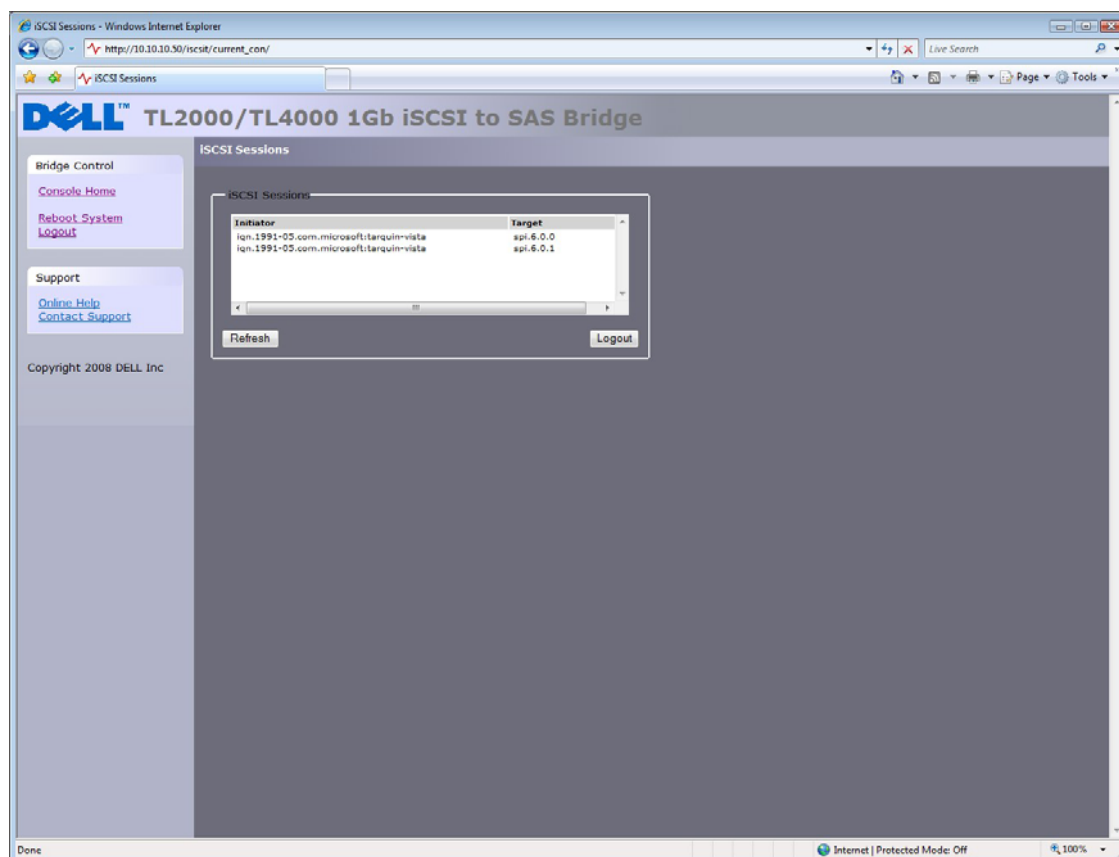 iSCSI Sessions - Windows Internet Explorer
http://10.10.10.50/iscsit/current_con/
Live Search
iSCSI Sessions
Page
Tools
DELL™ TL2000/TL4000 1Gb iSCSI to SAS Bridge
iSCSI Sessions
Bridge Control
Console Home
Reboot System
Logout
Support
Online Help
Contact Support
Copyright 2008 DELL Inc
iSCSI Sessions
Initiator Target
iqn.1991-05.com.microsoft:tarquin-vista spi.6.0.0
iqn.1991-05.com.microsoft:tarquin-vista spi.6.0.1
Refresh Logout
Done
Internet | Protected Mode: Off
100%